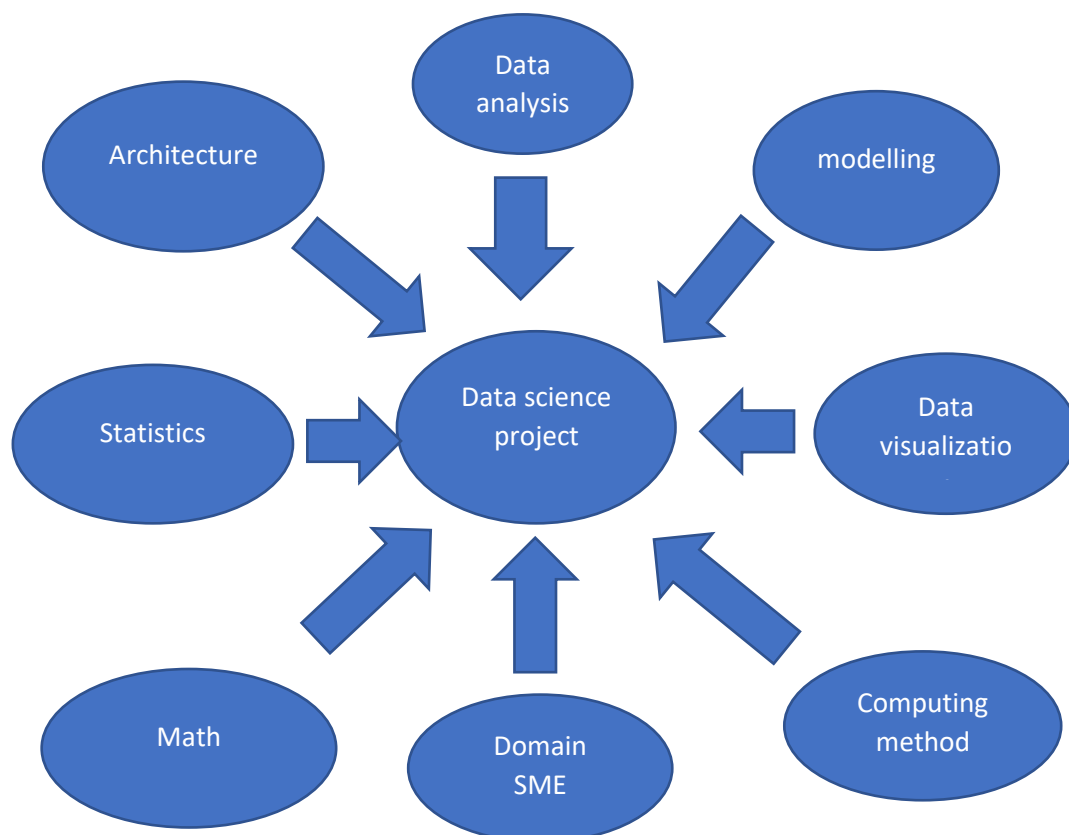 Data
analysis
Architecture
modelling
Data science
project
Statistics
Data
visualizatio
Math
Domain
SME
Computing
method